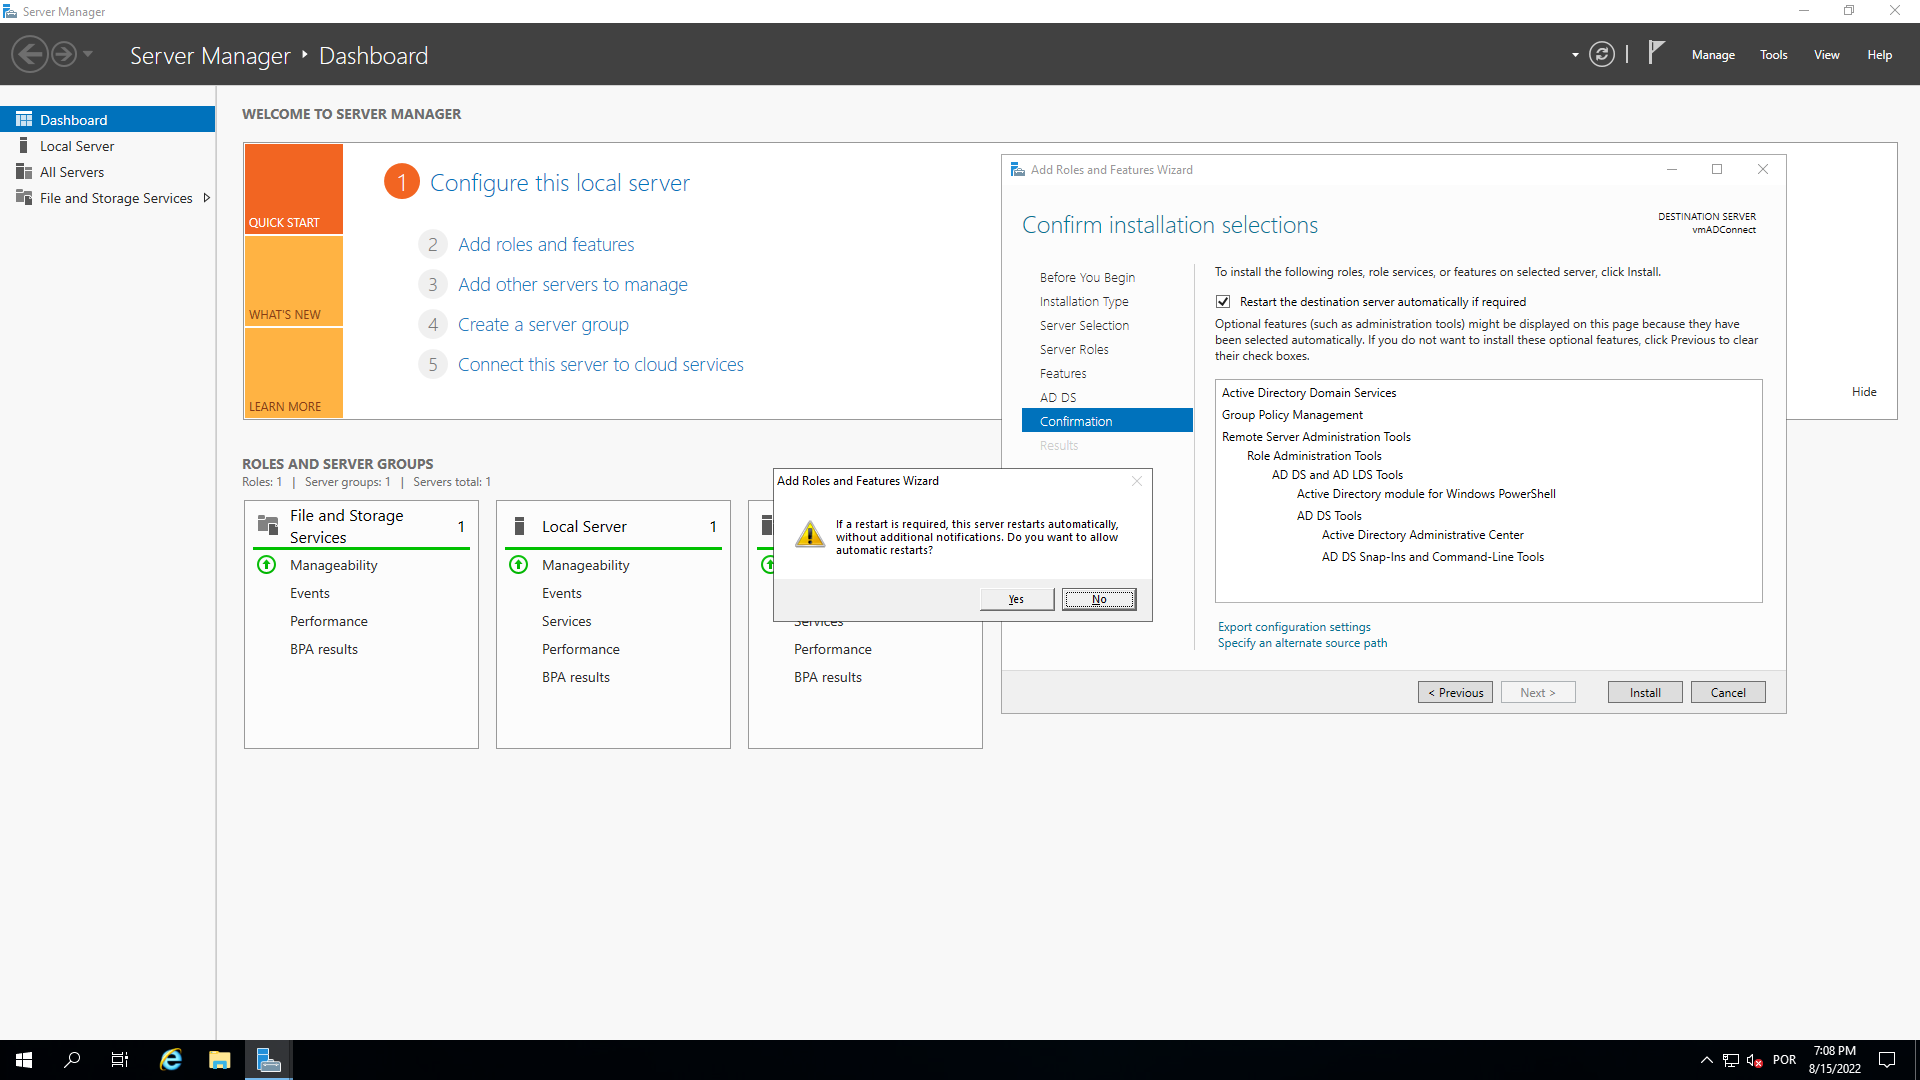 Server Manager
Server Manager ‣ Dashboard
Manage Tools View Help
Dashboard
Local Server
All Servers
File and Storage Services
WELCOME TO SERVER MANAGER
QUICK START
WHAT'S NEW
LEARN MORE
1 Configure this local server
2 Add roles and features
3 Add other servers to manage
4 Create a server group
5 Connect this server to cloud services
Hide
ROLES AND SERVER GROUPS
Roles: 1 | Server groups: 1 | Servers total: 1
File and Storage
Services
1
Manageability
Events
Performance
BPA results
Local Server 1
Manageability
Events
Services
Performance
BPA results
Services
Performance
BPA results
Add Roles and Features Wizard
Confirm installation selections
DESTINATION SERVER
vmADConnect
Before You Begin
Installation Type
Server Selection
Server Roles
Features
AD DS
Confirmation
Results
To install the following roles, role services, or features on selected server, click Install.
Restart the destination server automatically if required
Optional features (such as administration tools) might be displayed on this page because they have
been selected automatically. If you do not want to install these optional features, click Previous to clear
their check boxes.
Active Directory Domain Services
Group Policy Management
Remote Server Administration Tools
Role Administration Tools
AD DS and AD LDS Tools
Active Directory module for Windows PowerShell
AD DS Tools
Active Directory Administrative Center
AD DS Snap-Ins and Command-Line Tools
Export configuration settings
Specify an alternate source path
< Previous Next > Install Cancel
Add Roles and Features Wizard
If a restart is required, this server restarts automatically,
without additional notifications. Do you want to allow
automatic restarts?
Yes No
POR
7:08 PM
8/15/2022